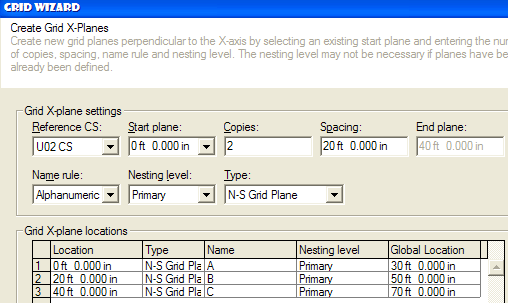 GRID WIZARD
Create Grid X-Planes
Create new grid planes perpendicular to the X-axis by selecting an existing start plane and entering the nu
of copies, spacing, name rule and nesting level. The nesting level may not be necessary if planes have be
already been defined.
Grid X-plane settings
Reference CS: Start plane: Copies: Spacing: End plane:
U02 CS 0 ft 0.000 in 2 20 ft 0.000 in 40 ft 0.000 in
Name rule: Nesting level: Type:
Alphanumeric Primary N-S Grid Plane
Grid X-plane locations
Location Type Name Nesting level Global Location
1 0 ft 0.000 in N-S Grid Pla A Primary 30 ft 0.000 in
2 20 ft 0.000 in N-S Grid Pla B Primary 50 ft 0.000 in
3 40 ft 0.000 in N-S Grid Pla C Primary 70 ft 0.000 in